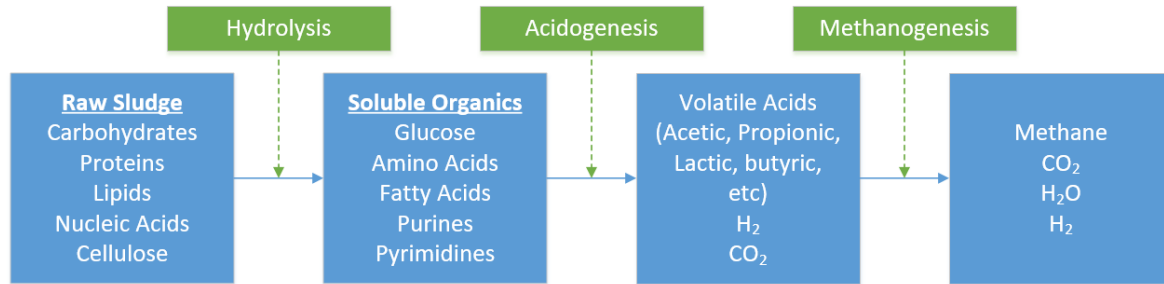 Hydrolysis
Acidogenesis
Methanogenesis
Raw Sludge
Carbohydrates
Proteins
Lipids
Nucleic Acids
Cellulose
Soluble Organics
Glucose
Amino Acids
Fatty Acids
Purines
Pyrimidines
Volatile Acids
(Acetic, Propionic,
Lactic, butyric,
etc)
H₂
CO₂
Methane
CO₂
H₂O
H₂